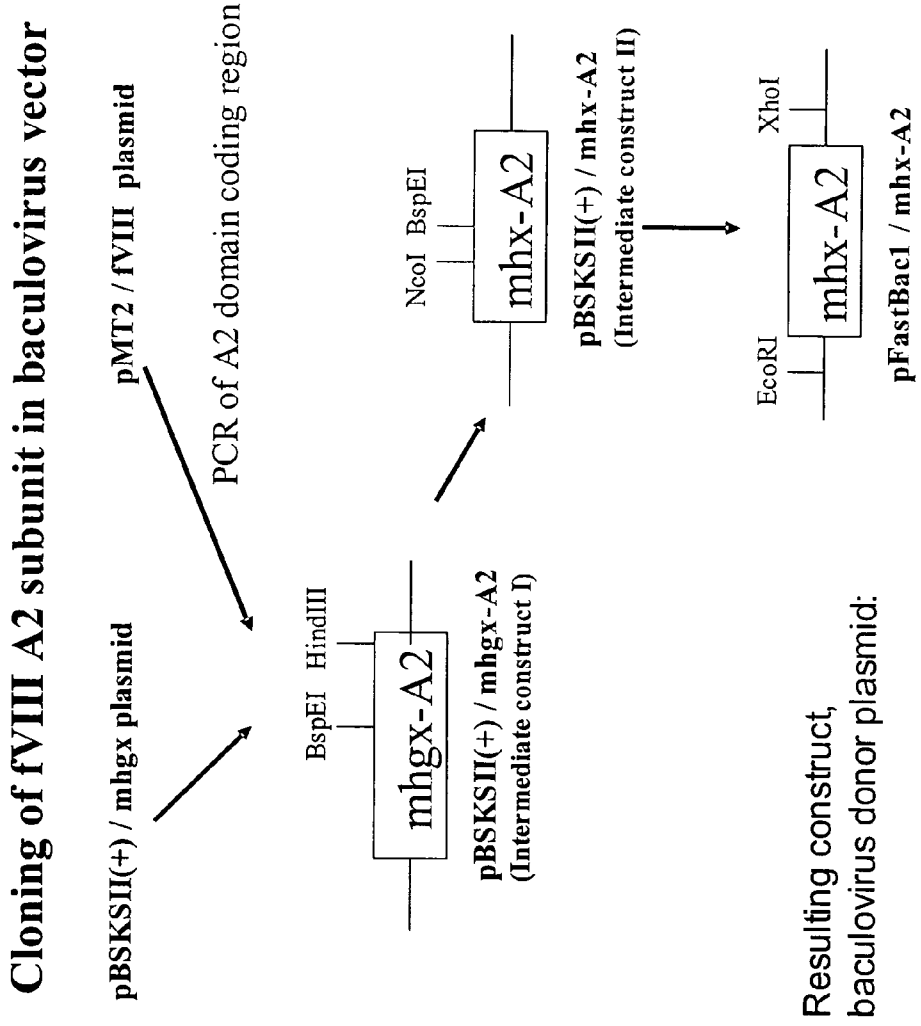 Cloning of fVIII A2 subunit in baculovirus vector
pBSKSII(+) / mhgx plasmid
pMT2 / fVIII plasmid
PCR of A2 domain coding region
BspEI HindIII
mhgx-A2
pBSKSII(+) / mhgx-A2
(Intermediate construct I)
NcoI BspEI
mhx-A2
pBSKSII(+) / mhx-A2
(Intermediate construct II)
Resulting construct,
baculovirus donor plasmid:
EcoRI XhoI
mhx-A2
pFastBac1 / mhx-A2